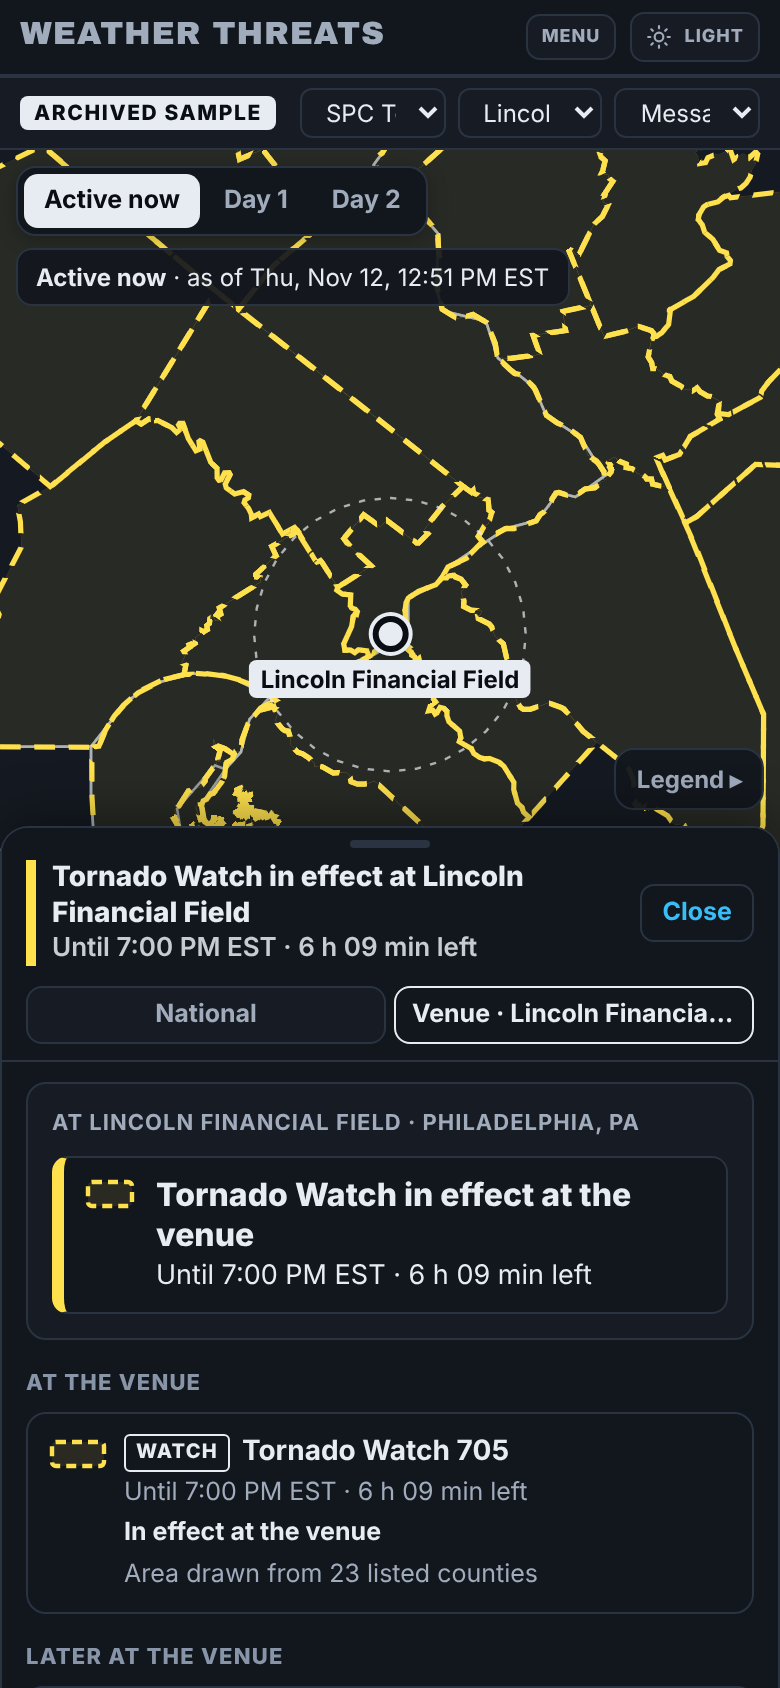 WEATHER THREATS
MENU
LIGHT
ARCHIVED SAMPLE
SPC T
Lincol
Messa
Active now
Day 1
Day 2
Active now · as of Thu, Nov 12, 12:51 PM EST
Lincoln Financial Field
Legend ▸
Tornado Watch in effect at Lincoln
Financial Field
Until 7:00 PM EST · 6 h 09 min left
Close
National
Venue · Lincoln Financia...
AT LINCOLN FINANCIAL FIELD · PHILADELPHIA, PA
Tornado Watch in effect at the
venue
Until 7:00 PM EST · 6 h 09 min left
AT THE VENUE
WATCH Tornado Watch 705
Until 7:00 PM EST · 6 h 09 min left
In effect at the venue
Area drawn from 23 listed counties
LATER AT THE VENUE